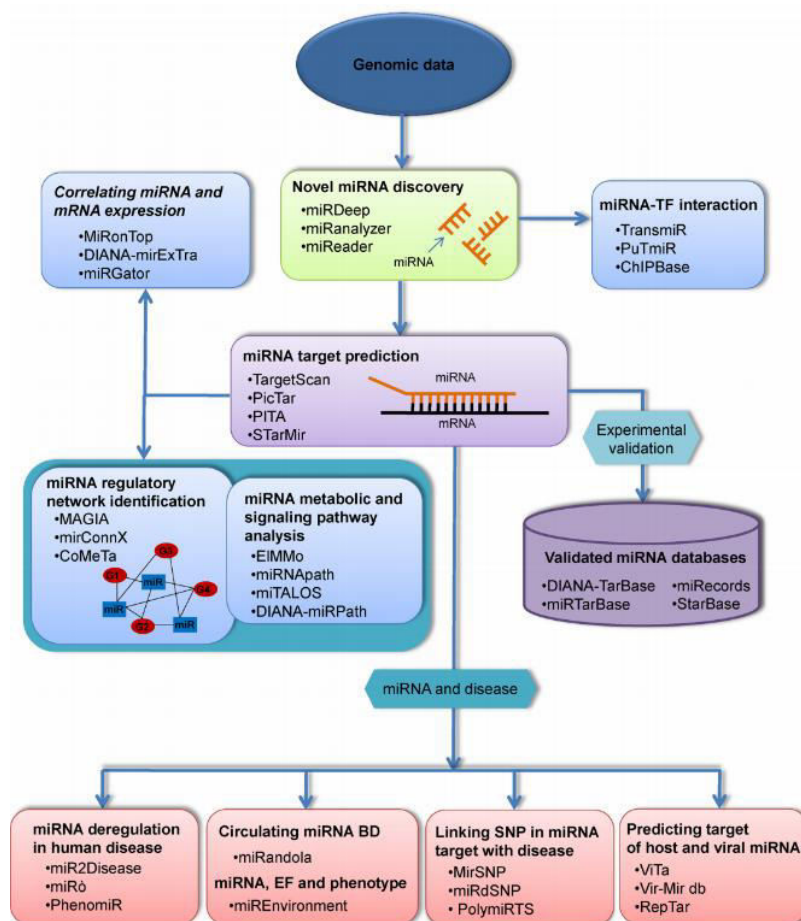 Genomic data
Novel miRNA discovery
•miRDeep
•miRanalyzer
•miReader
miRNA
Correlating miRNA and
mRNA expression
•MiRonTop
•DIANA-mirExTra
•miRGator
miRNA-TF interaction
•TransmiR
•PuTmiR
•ChIPBase
miRNA target prediction
•TargetScan
•PicTar
•PITA
•STarMir
miRNA
mRNA
Experimental
validation
miRNA regulatory
network identification
•MAGIA
•mirConnX
•CoMeTa
G3
G1
miR
G4
miR
G2
miR
miRNA metabolic and
signaling pathway
analysis
•EIMMo
•miRNApath
•miTALOS
•DIANA-miRPath
Validated miRNA databases
•DIANA-TarBase •miRecords
•miRTarBase •StarBase
miRNA and disease
miRNA deregulation
in human disease
•miR2Disease
•miRò
•PhenomiR
Circulating miRNA BD
•miRandola
miRNA, EF and phenotype
•miREnvironment
Linking SNP in miRNA
target with disease
•MirSNP
•miRdSNP
•PolymiRTS
Predicting target
of host and viral miRNA
•ViTa
•Vir-Mir db
•RepTar